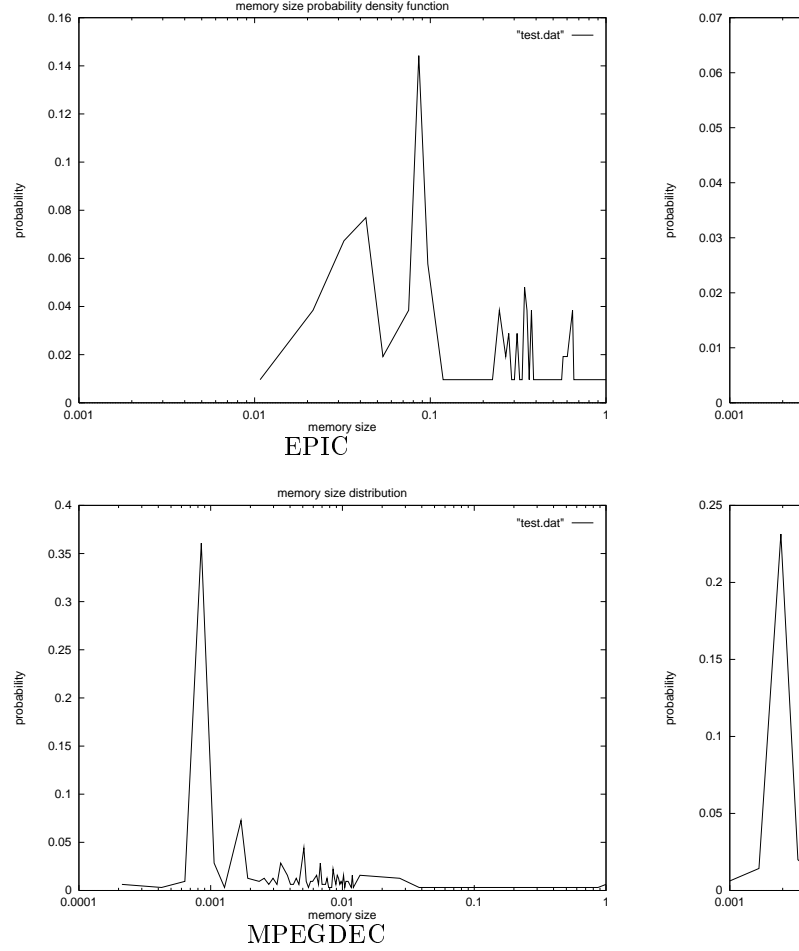 memory size probability density function
0.16
0.14
0.12
0.1
0.08
0.06
0.04
0.02
0
probability
"test.dat"
0.001 0.01 0.1 1
memory size
EPIC
0.07
0.06
0.05
0.04
0.03
0.02
0.01
0
probability
0.001
memory size distribution
0.4
0.35
0.3
0.25
0.2
0.15
0.1
0.05
0
probability
"test.dat"
0.0001 0.001 0.01 0.1 1
memory size
MPEGDEC
0.25
0.2
0.15
0.1
0.05
0
probability
0.001